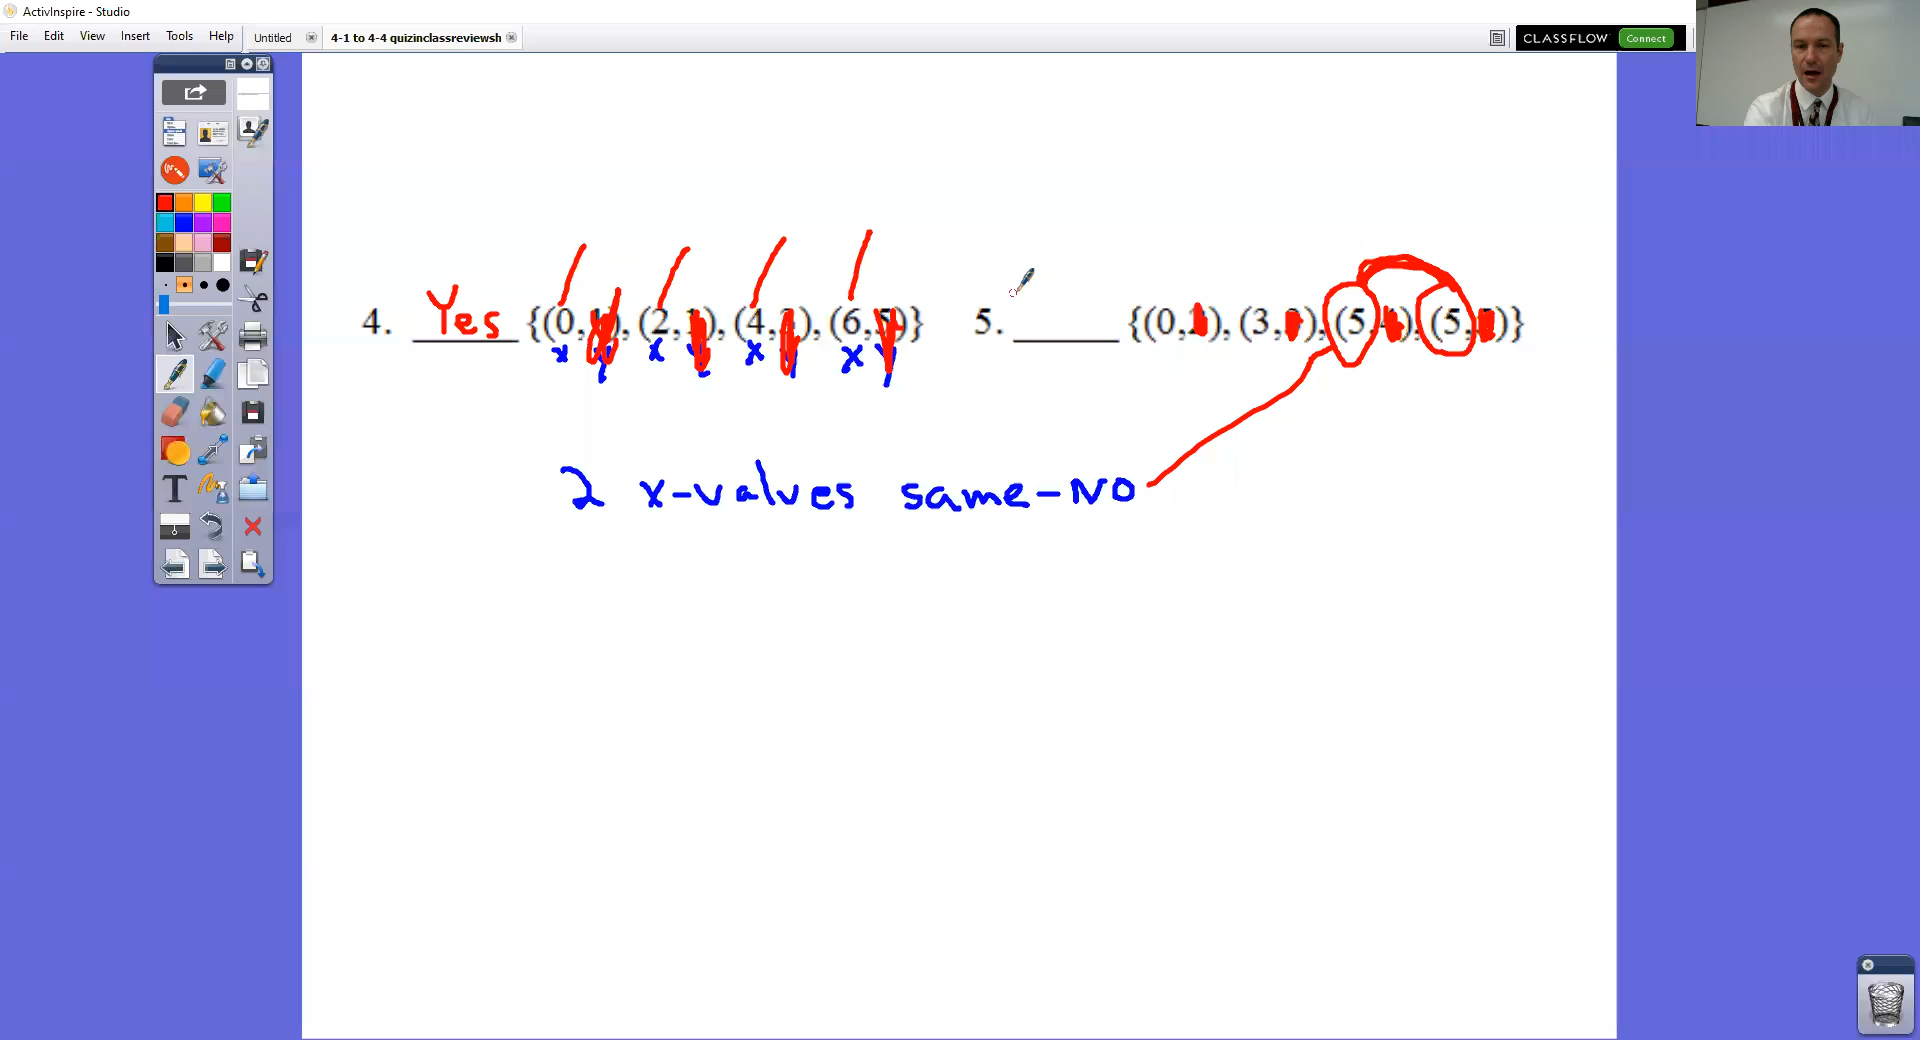 ActivInspire - Studio
File Edit View Insert Tools Help Untitled 4-1 to 4-4 quizinclassreviewsh CLASSFLOW Connect
4. Yes {(0, ), (2, ), (4, ), (6, )} 5. ______ {(0, ), (3, ), (5, ), (5, )}
x y x y x y x y
2 x-values same-NO